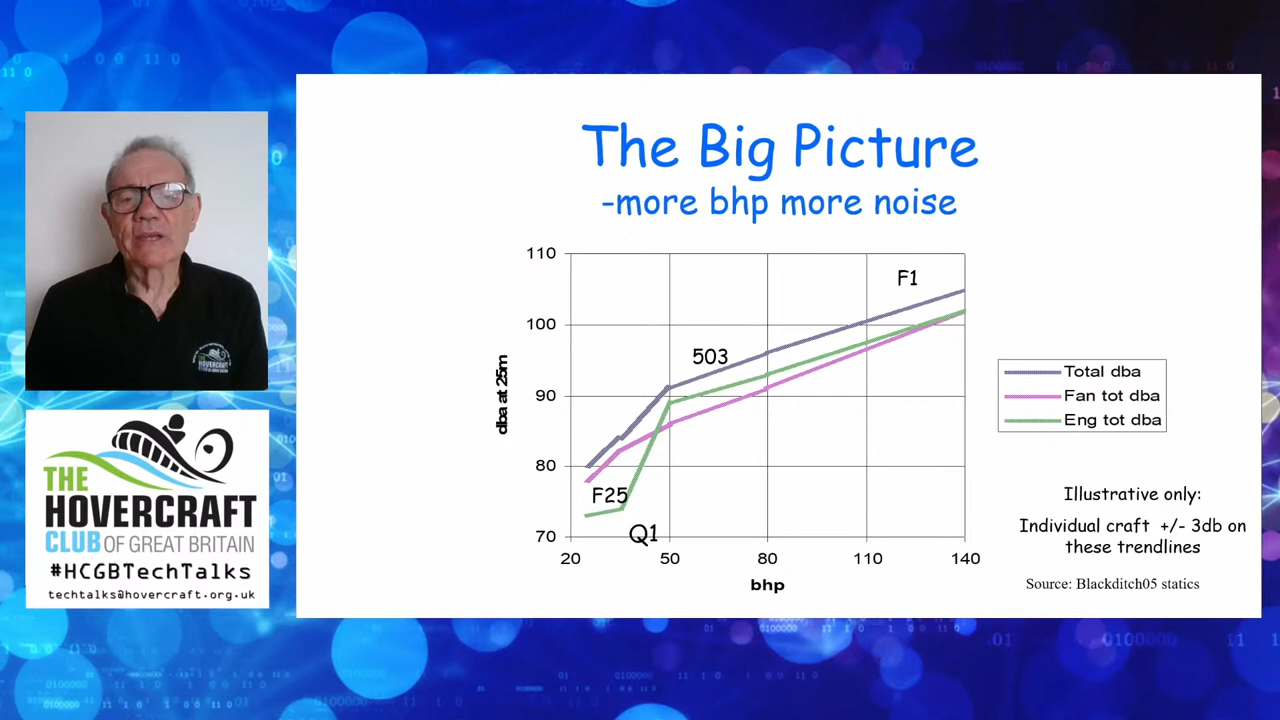 The Big Picture
-more bhp more noise
110
100
90
80
70
20
50
80
110
140
dba at 25m
bhp
F1
503
F25
Q1
Total dba
Fan tot dba
Eng tot dba
Illustrative only:
Individual craft +/- 3db on
these trendlines
Source: Blackditch05 statics
THE
HOVERCRAFT
CLUB OF GREAT BRITAIN
#HCGBTechTalks
techtalks@hovercraft.org.uk